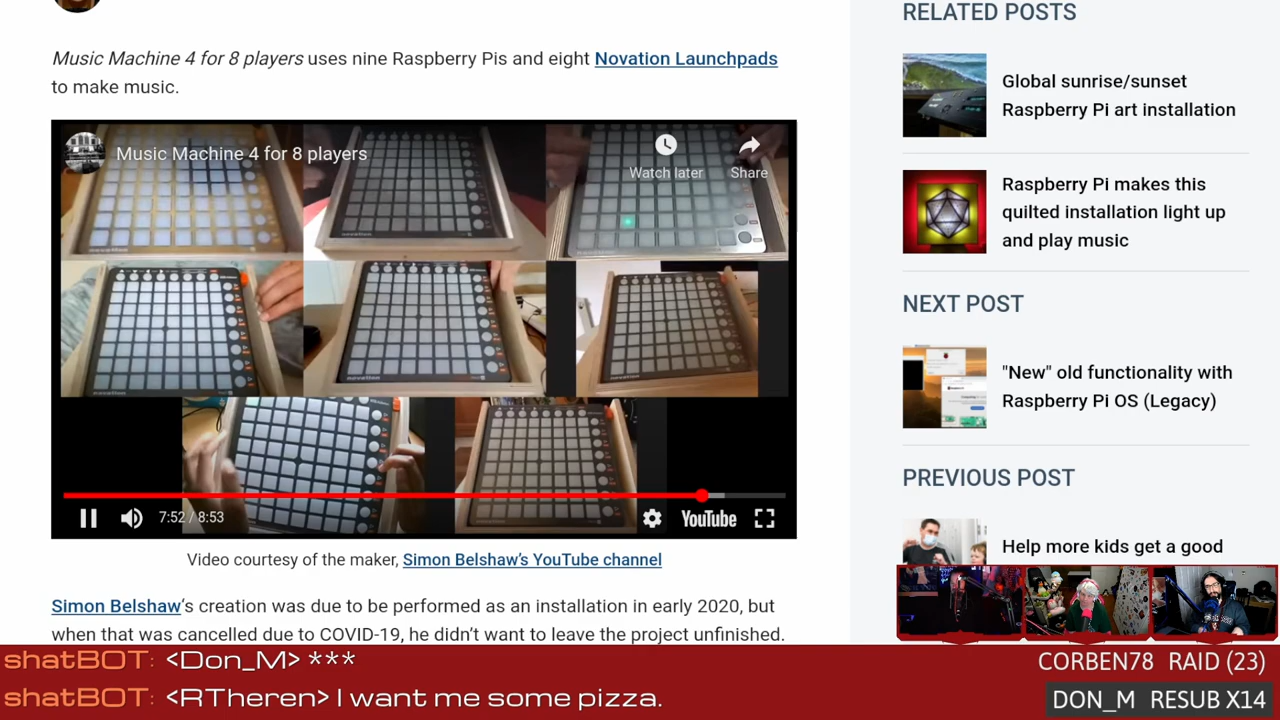 Music Machine 4 for 8 players uses nine Raspberry Pis and eight Novation Launchpads
to make music.
Music Machine 4 for 8 players
Watch later
Share
7:52 / 8:53
YouTube
Video courtesy of the maker, Simon Belshaw’s YouTube channel
Simon Belshaw‘s creation was due to be performed as an installation in early 2020, but
when that was cancelled due to COVID-19, he didn’t want to leave the project unfinished.
RELATED POSTS
Global sunrise/sunset
Raspberry Pi art installation
Raspberry Pi makes this
quilted installation light up
and play music
NEXT POST
"New" old functionality with
Raspberry Pi OS (Legacy)
PREVIOUS POST
Help more kids get a good
shatBOT: <Don_M> ***
shatBOT: <RTheren> I want me some pizza.
CORBEN78 RAID (23)
DON_M RESUB X14